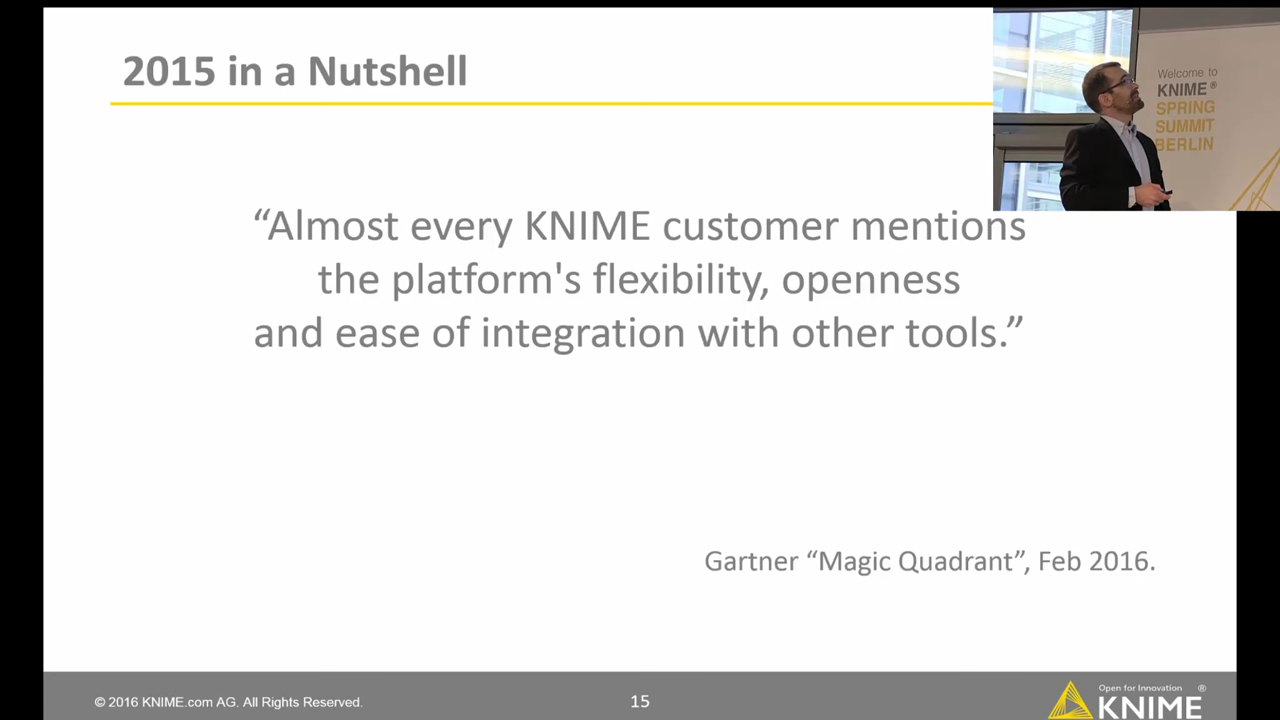 2015 in a Nutshell
Welcome to
KNIME®
SPRING
SUMMIT
BERLIN
“Almost every KNIME customer mentions
the platform's flexibility, openness
and ease of integration with other tools.”
Gartner “Magic Quadrant”, Feb 2016.
© 2016 KNIME.com AG. All Rights Reserved.
15
Open for Innovation ®
KNIME